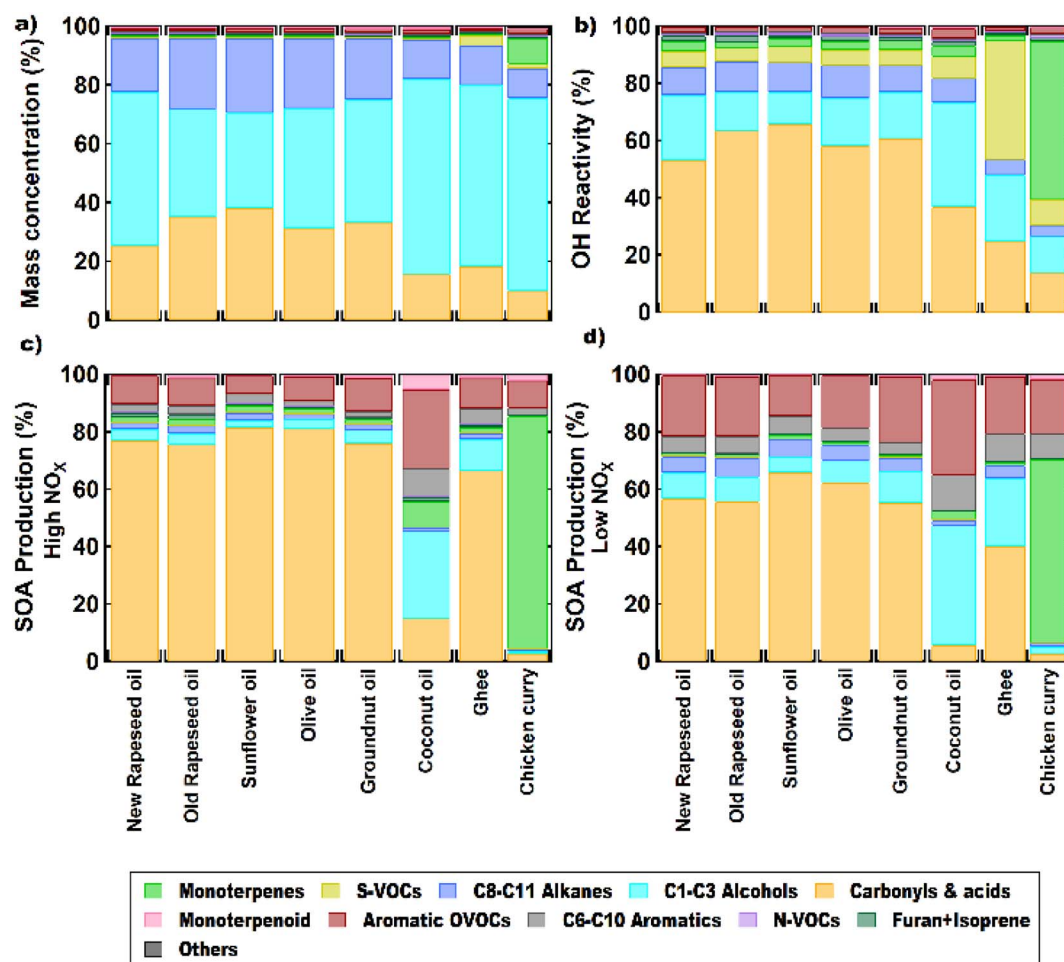 a)
Mass concentration (%)
100
80
60
40
20
0
b)
OH Reactivity (%)
100
80
60
40
20
0
c)
SOA Production (%)
High NOX
100
80
60
40
20
0
New Rapeseed oil
Old Rapeseed oil
Sunflower oil
Olive oil
Groundnut oil
Coconut oil
Ghee
Chicken curry
d)
SOA Production (%)
Low NOX
100
80
60
40
20
0
New Rapeseed oil
Old Rapeseed oil
Sunflower oil
Olive oil
Groundnut oil
Coconut oil
Ghee
Chicken curry
Monoterpenes S-VOCs C8-C11 Alkanes C1-C3 Alcohols Carbonyls & acids
Monoterpenoid Aromatic OVOCs C6-C10 Aromatics N-VOCs Furan+Isoprene
Others